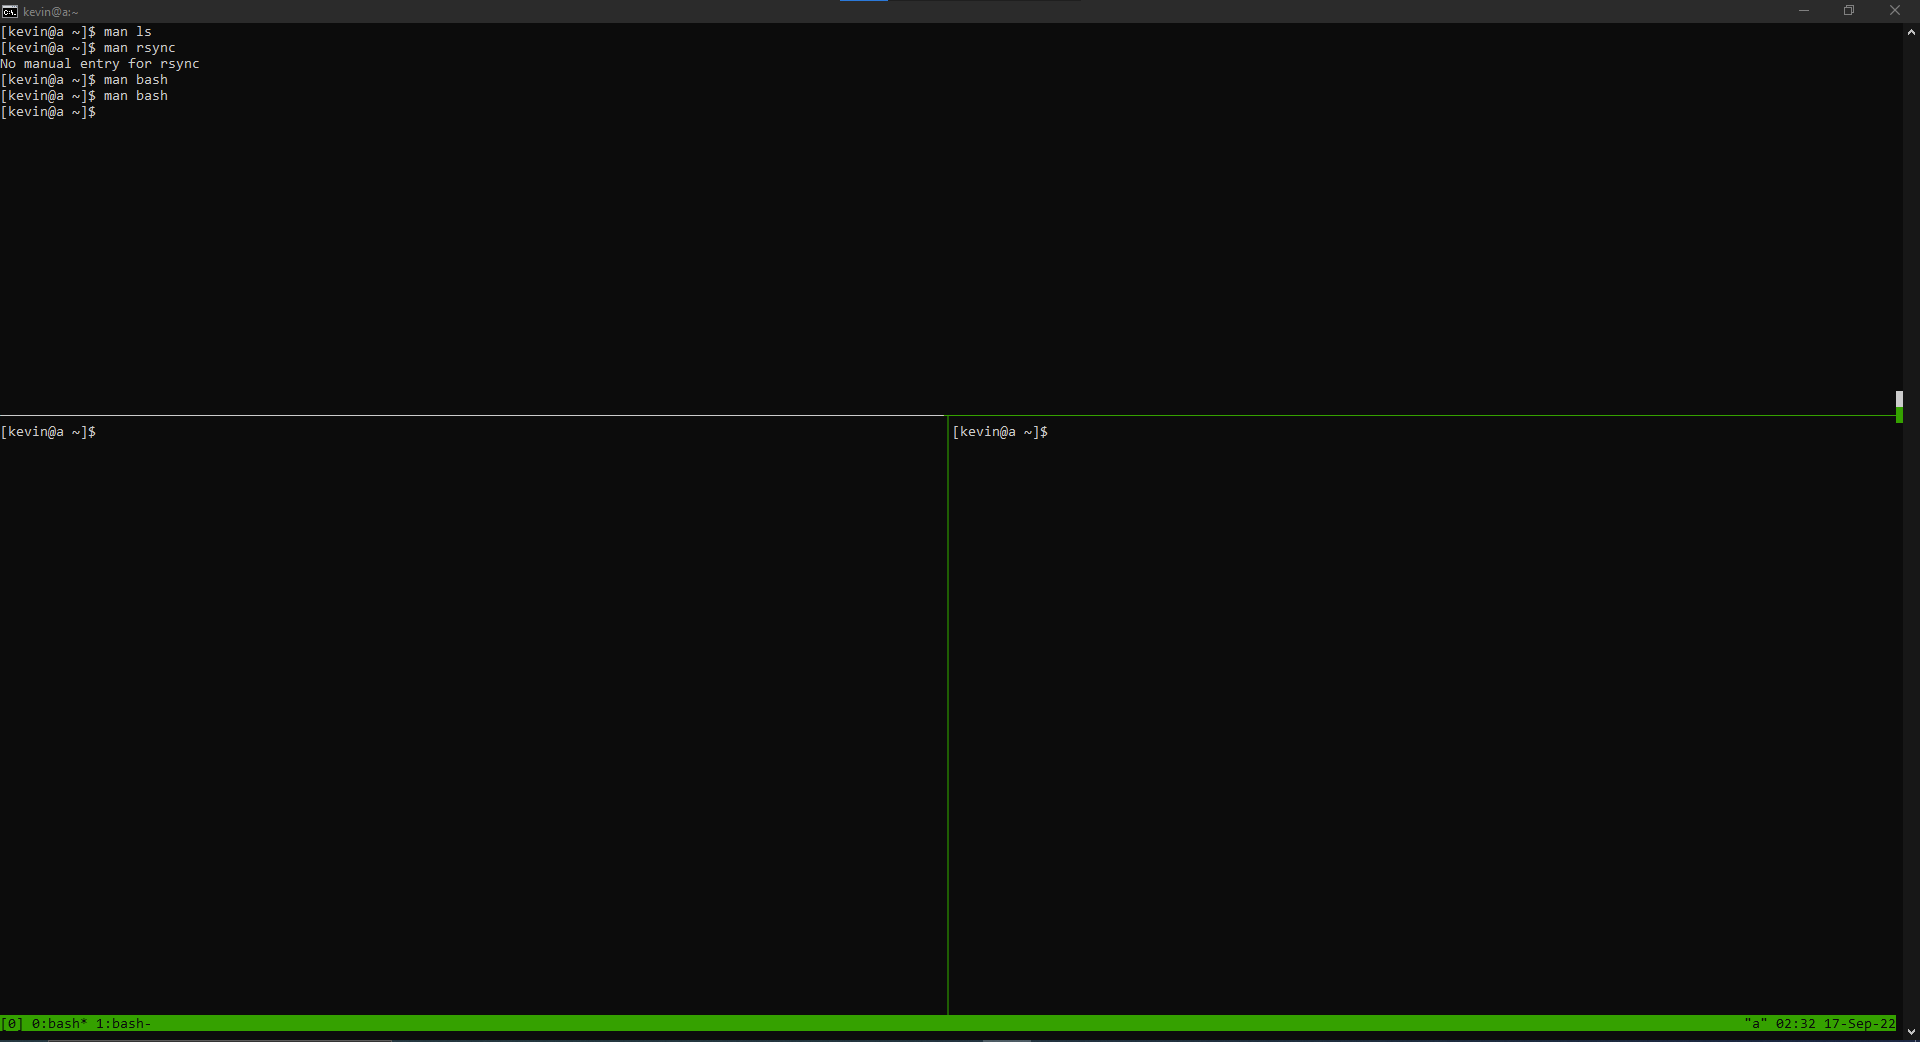 kevin@a:~
[kevin@a ~]$ man ls
[kevin@a ~]$ man rsync
No manual entry for rsync
[kevin@a ~]$ man bash
[kevin@a ~]$ man bash
[kevin@a ~]$
[kevin@a ~]$
[kevin@a ~]$
[0] 0:bash* 1:bash-
"a" 02:32 17-Sep-22